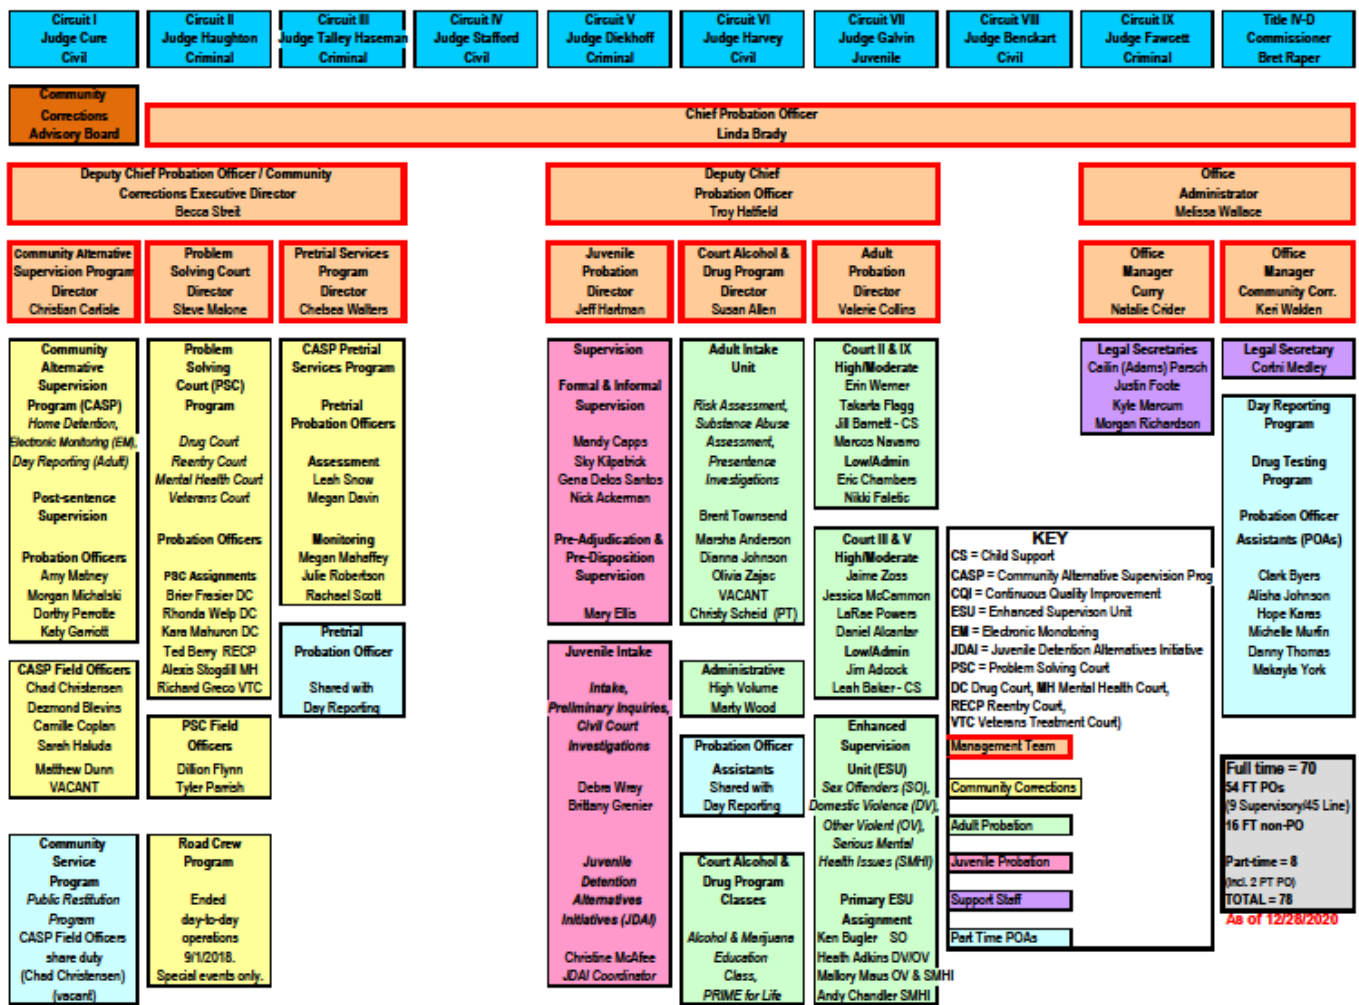 Circuit I
Judge Cure
Civil
Circuit II
Judge Haughton
Criminal
Circuit III
Judge Talley Haseman
Criminal
Circuit IV
Judge Stafford
Civil
Circuit V
Judge Diekhoff
Criminal
Circuit VI
Judge Harvey
Civil
Circuit VII
Judge Galvin
Juvenile
Circuit VIII
Judge Benckart
Civil
Circuit IX
Judge Fawcett
Criminal
Title IV-D
Commissioner
Bret Raper
Community
Corrections
Advisory Board
Chief Probation Officer
Linda Brady
Deputy Chief Probation Officer / Community
Corrections Executive Director
Becca Streit
Deputy Chief
Probation Officer
Troy Hatfield
Office
Administrator
Melissa Wallace
Community Alternative
Supervision Program
Director
Christian Carlisle
Problem
Solving Court
Director
Steve Malone
Pretrial Services
Program
Director
Chelsea Walters
Juvenile
Probation
Director
Jeff Hartman
Court Alcohol &
Drug Program
Director
Susan Allen
Adult
Probation
Director
Valerie Collins
Office
Manager
Curry
Natalie Crider
Office
Manager
Community Corr.
Keri Walden
Community
Alternative
Supervision
Program (CASP)
Home Detention,
Electronic Monitoring (EM),
Day Reporting (Adult)
Post-sentence
Supervision
Probation Officers
Amy Matney
Morgan Michalski
Dorthy Perrotte
Katy Garriott
CASP Field Officers
Chad Christensen
Dezmond Blevins
Camille Coplan
Sarah Haluda
Matthew Dunn
VACANT
Community
Service
Program
Public Restitution
Program
CASP Field Officers
share duty
(Chad Christensen)
(vacant)
Problem
Solving
Court (PSC)
Program
Drug Court
Reentry Court
Mental Health Court
Veterans Court
Probation Officers
PSC Assignments
Brier Frasier DC
Rhonda Welp DC
Kara Mahuron DC
Ted Berry RECP
Alexis Stogdill MH
Richard Greco VTC
PSC Field
Officers
Dillion Flynn
Tyler Parrish
Road Crew
Program
Ended
day-to-day
operations
9/1/2018.
Special events only.
CASP Pretrial
Services Program
Pretrial
Probation Officers
Assessment
Leah Snow
Megan Davin
Monitoring
Megan Mahaffey
Julie Robertson
Rachael Scott
Pretrial
Probation Officer
Shared with
Day Reporting
Supervision
Formal & Informal
Supervision
Mandy Capps
Sky Kilpatrick
Gena Delos Santos
Nick Ackerman
Pre-Adjudication &
Pre-Disposition
Supervision
Mary Ellis
Juvenile Intake
Intake,
Preliminary Inquiries,
Civil Court
Investigations
Debra Wray
Brittany Grenier
Juvenile
Detention
Alternatives
Initiatives (JDAI)
Christine McAfee
JDAI Coordinator
Adult Intake
Unit
Risk Assessment,
Substance Abuse
Assessment,
Presentence
Investigations
Brent Townsend
Marsha Anderson
Dianna Johnson
Olivia Zajac
VACANT
Christy Scheid (PT)
Administrative
High Volume
Marty Wood
Probation Officer
Assistants
Shared with
Day Reporting
Court Alcohol &
Drug Program
Classes
Alcohol & Marijuana
Education
Class,
PRIME for Life
Court II & IX
High/Moderate
Erin Werner
Takarta Flagg
Jill Barnett - CS
Marcos Navarro
Low/Admin
Eric Chambers
Nikki Faletic
Court III & V
High/Moderate
Jaime Zoss
Jessica McCammon
LaRae Powers
Daniel Alcantar
Low/Admin
Jim Adcock
Leah Baker - CS
Enhanced
Supervision
Unit (ESU)
Sex Offenders (SO),
Domestic Violence (DV),
Other Violent (OV),
Serious Mental
Health Issues (SMHI)
Primary ESU
Assignment
Ken Bugler SO
Heath Adkins DV/OV
Mallory Maus OV & SMHI
Andy Chandler SMHI
Legal Secretaries
Cailin (Adams) Parsch
Justin Foote
Kyle Marcum
Morgan Richardson
Legal Secretary
Cortni Medley
Day Reporting
Program
Drug Testing
Program
Probation Officer
Assistants (POAs)
Clark Byers
Alisha Johnson
Hope Karas
Michelle Murfin
Danny Thomas
Makayla York
KEY
CS = Child Support
CASP = Community Alternative Supervision Prog
CQI = Continuous Quality Improvement
ESU = Enhanced Supervison Unit
EM = Electronic Monotoring
JDAI = Juvenile Detention Alternatives Initiative
PSC = Problem Solving Court
DC Drug Court, MH Mental Health Court,
RECP Reentry Court,
VTC Veterans Treatment Court)
Management Team
Community Corrections
Adult Probation
Juvenile Probation
Support Staff
Part Time POAs
Full time = 70
54 FT POs
(9 Supervisory/45 Line)
16 FT non-PO
Part-time = 8
(Incl. 2 PT PO)
TOTAL = 78
As of 12/28/2020